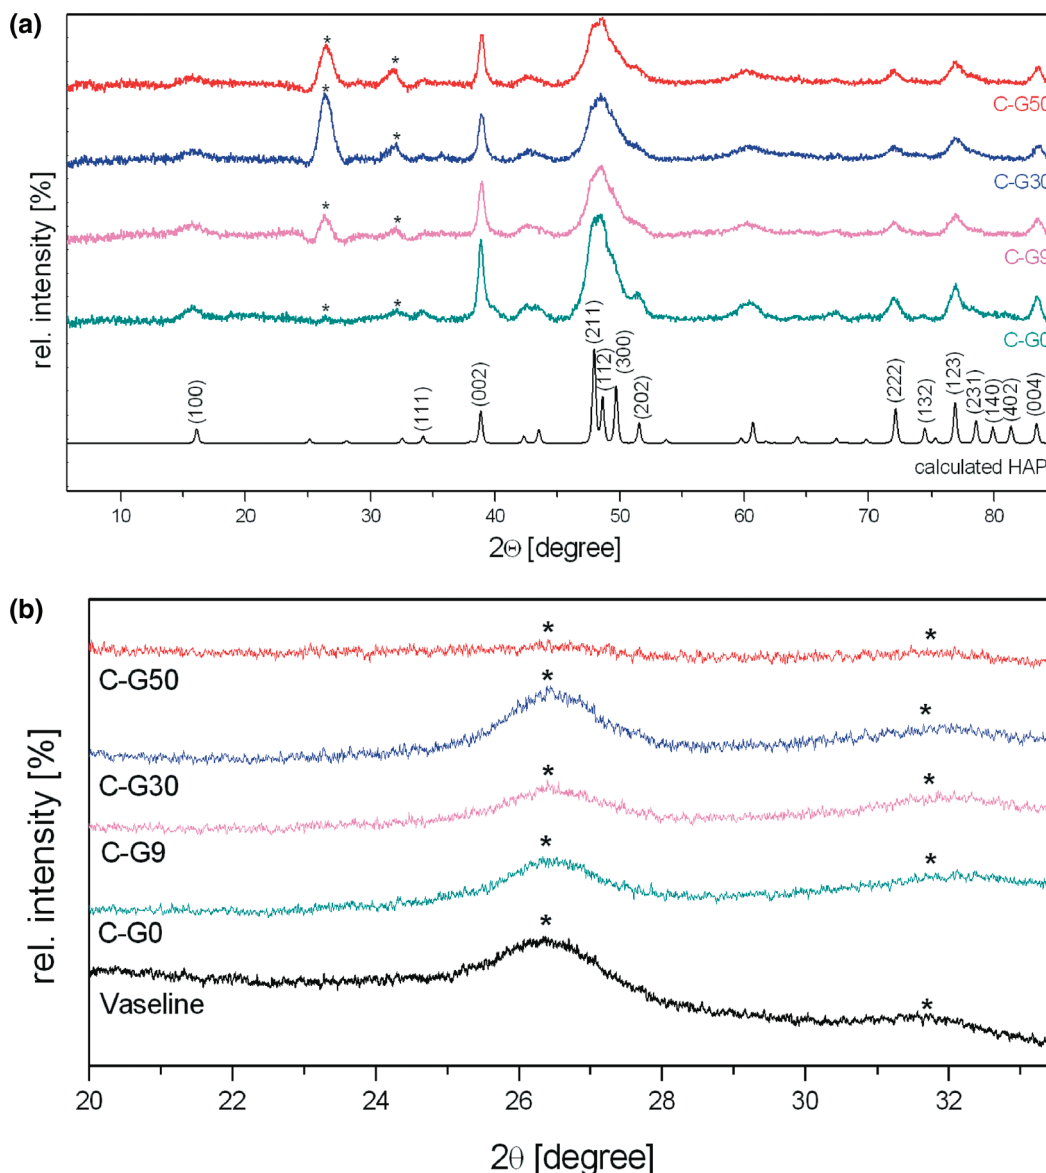 (a)
rel. intensity [%]
*
*
C-G50
*
*
C-G30
*
*
C-G9
*
*
C-G0
(100)
(111)
(002)
(211)
(112)
(300)
(202)
(222)
(132)
(123)
(231)
(140)
(402)
(004)
calculated HAP
10 20 30 40 50 60 70 80
2Θ [degree]
(b)
rel. intensity [%]
*
*
C-G50
*
*
C-G30
*
*
C-G9
*
*
C-G0
*
*
Vaseline
20 22 24 26 28 30 32
2θ [degree]